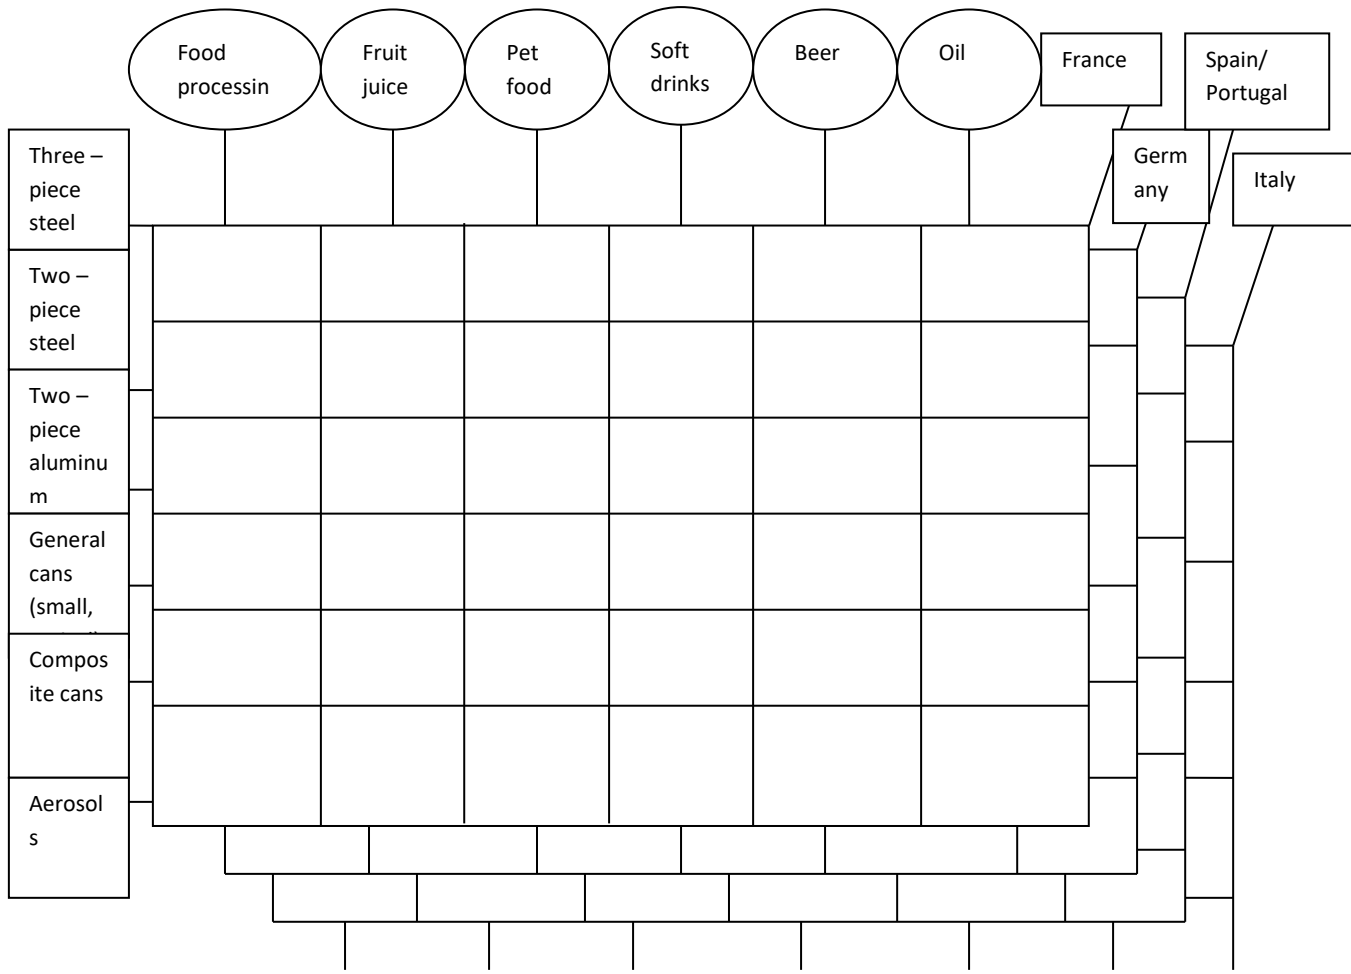 Food
processin
Fruit
juice
Pet
food
Soft
drinks
Beer
Oil
France
Spain/
Portugal
Germ
any
Italy
Three –
piece
steel
Two –
piece
steel
Two –
piece
aluminu
m
General
cans
(small,
Compos
ite cans
Aerosol
s